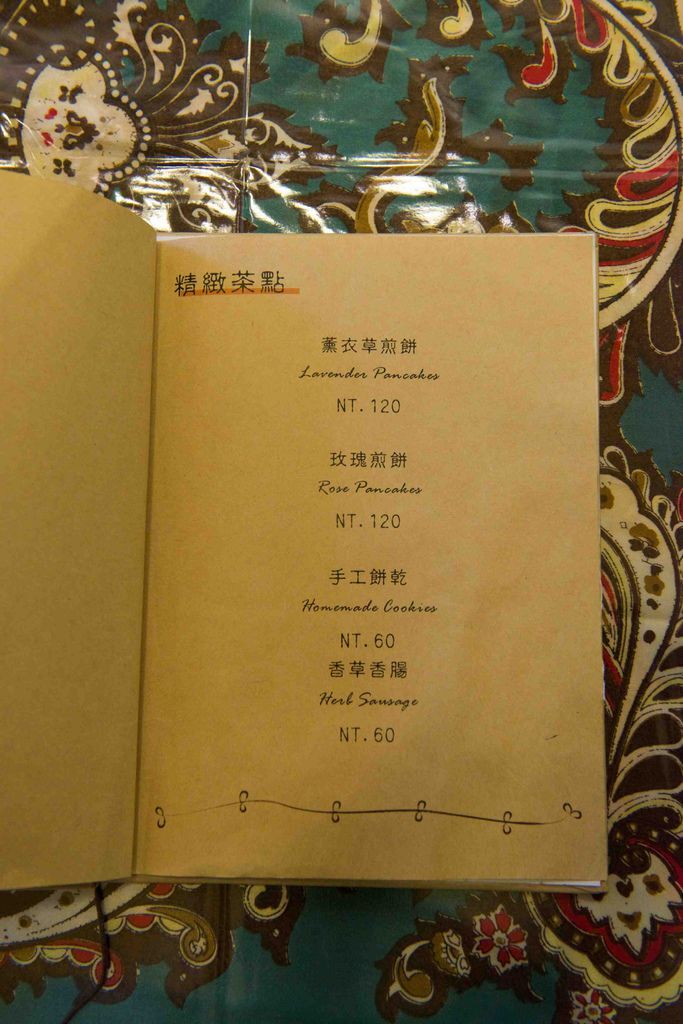 精緻茶點
薰衣草煎餅
Lavender Pancakes
NT.120
玫瑰煎餅
Rose Pancakes
NT.120
手工餅乾
Homemade Cookies
NT.60
香草香腸
Herb Sausage
NT.60